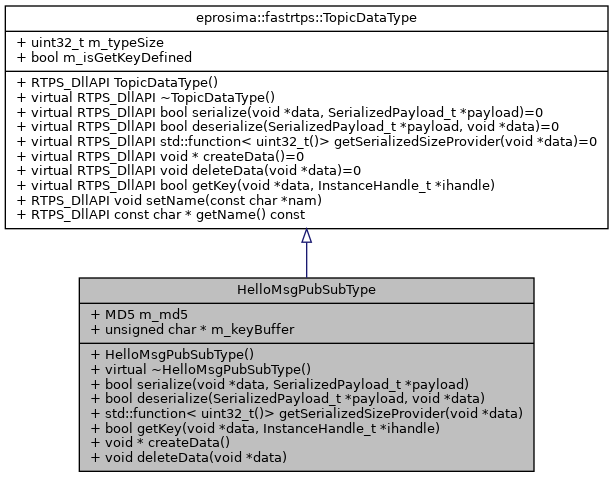 eprosima::fastrtps::TopicDataType
+ uint32_t m_typeSize
+ bool m_isGetKeyDefined
+ RTPS_DllAPI TopicDataType()
+ virtual RTPS_DllAPI ~TopicDataType()
+ virtual RTPS_DllAPI bool serialize(void *data, SerializedPayload_t *payload)=0
+ virtual RTPS_DllAPI bool deserialize(SerializedPayload_t *payload, void *data)=0
+ virtual RTPS_DllAPI std::function< uint32_t()> getSerializedSizeProvider(void *data)=0
+ virtual RTPS_DllAPI void * createData()=0
+ virtual RTPS_DllAPI void deleteData(void *data)=0
+ virtual RTPS_DllAPI bool getKey(void *data, InstanceHandle_t *ihandle)
+ RTPS_DllAPI void setName(const char *nam)
+ RTPS_DllAPI const char * getName() const
HelloMsgPubSubType
+ MD5 m_md5
+ unsigned char * m_keyBuffer
+ HelloMsgPubSubType()
+ virtual ~HelloMsgPubSubType()
+ bool serialize(void *data, SerializedPayload_t *payload)
+ bool deserialize(SerializedPayload_t *payload, void *data)
+ std::function< uint32_t()> getSerializedSizeProvider(void *data)
+ bool getKey(void *data, InstanceHandle_t *ihandle)
+ void * createData()
+ void deleteData(void *data)